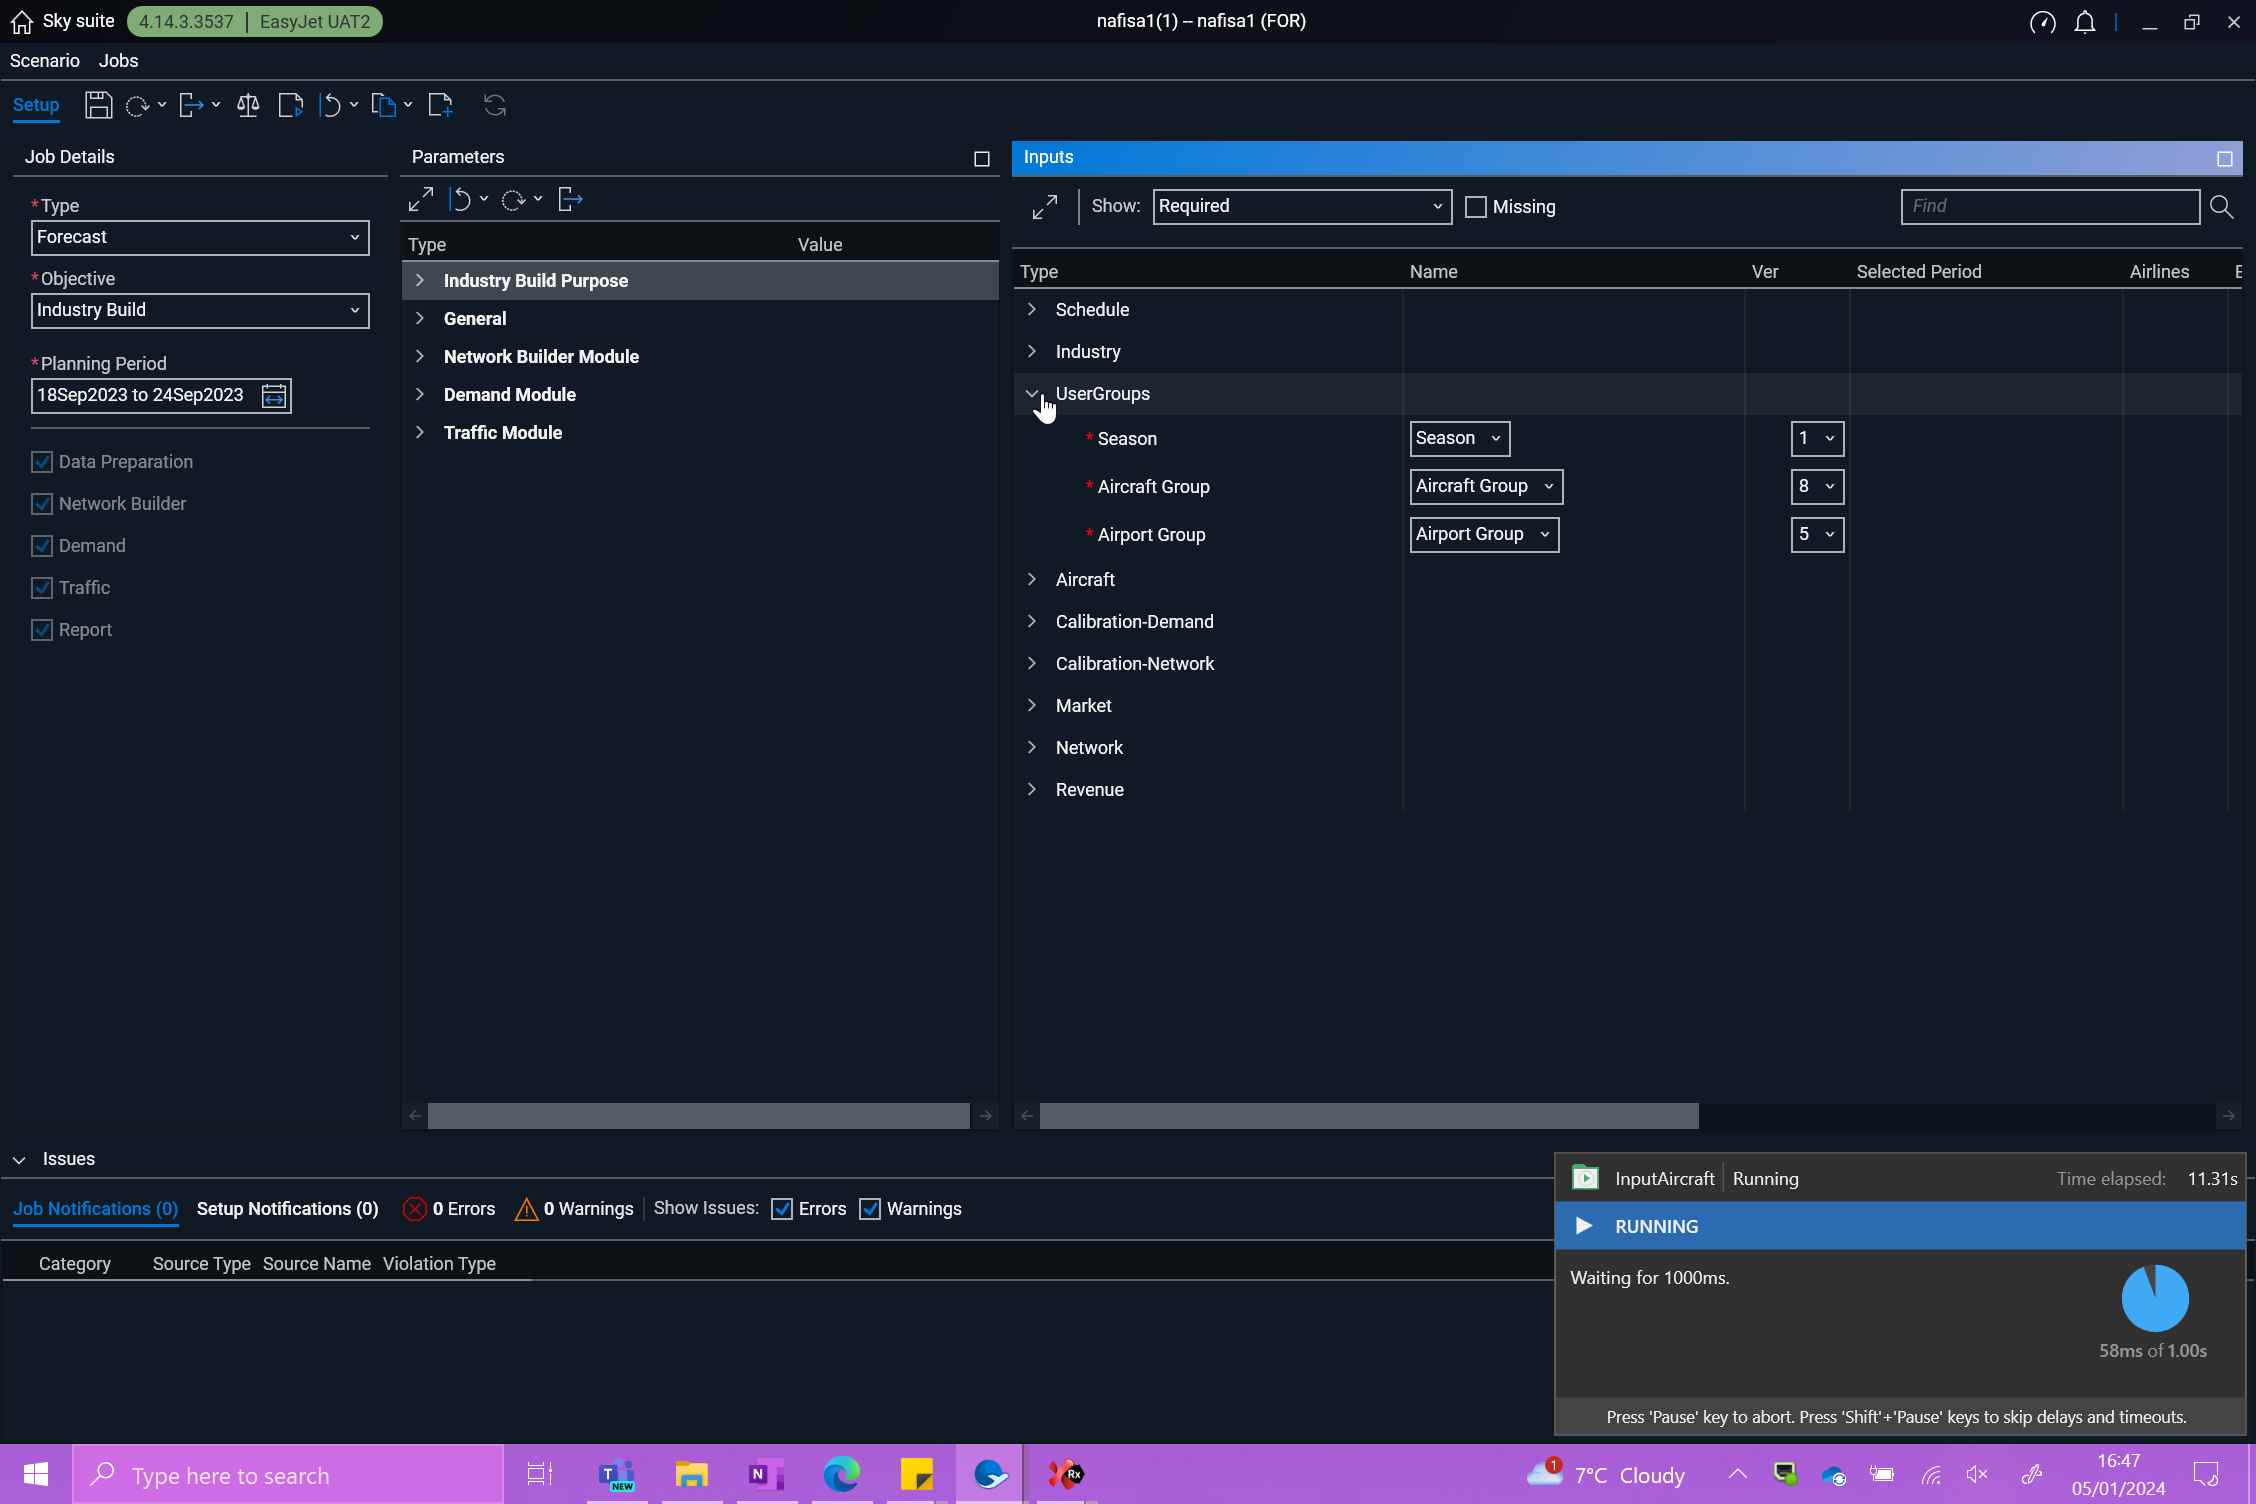 Sky suite 4.14.3.3537 | EasyJet UAT2 nafisa1(1) – nafisa1 (FOR)
Scenario Jobs
Setup
Job Details
* Type
Forecast
* Objective
Industry Build
* Planning Period
18Sep2023 to 24Sep2023
Data Preparation
Network Builder
Demand
Traffic
Report
Parameters
Type Value
Industry Build Purpose
General
Network Builder Module
Demand Module
Traffic Module
Inputs
Show: Required Missing Find
Type Name Ver Selected Period Airlines
Schedule
Industry
UserGroups
* Season Season 1
* Aircraft Group Aircraft Group 8
* Airport Group Airport Group 5
Aircraft
Calibration-Demand
Calibration-Network
Market
Network
Revenue
Issues
Job Notifications (0) Setup Notifications (0) 0 Errors 0 Warnings Show Issues: Errors Warnings
Category Source Type Source Name Violation Type
InputAircraft Running Time elapsed: 11.31s
RUNNING
Waiting for 1000ms.
58ms of 1.00s
Press 'Pause' key to abort. Press 'Shift'+'Pause' keys to skip delays and timeouts.
Type here to search
T
NEW
N
Rx
1
7°C Cloudy
16:47
05/01/2024